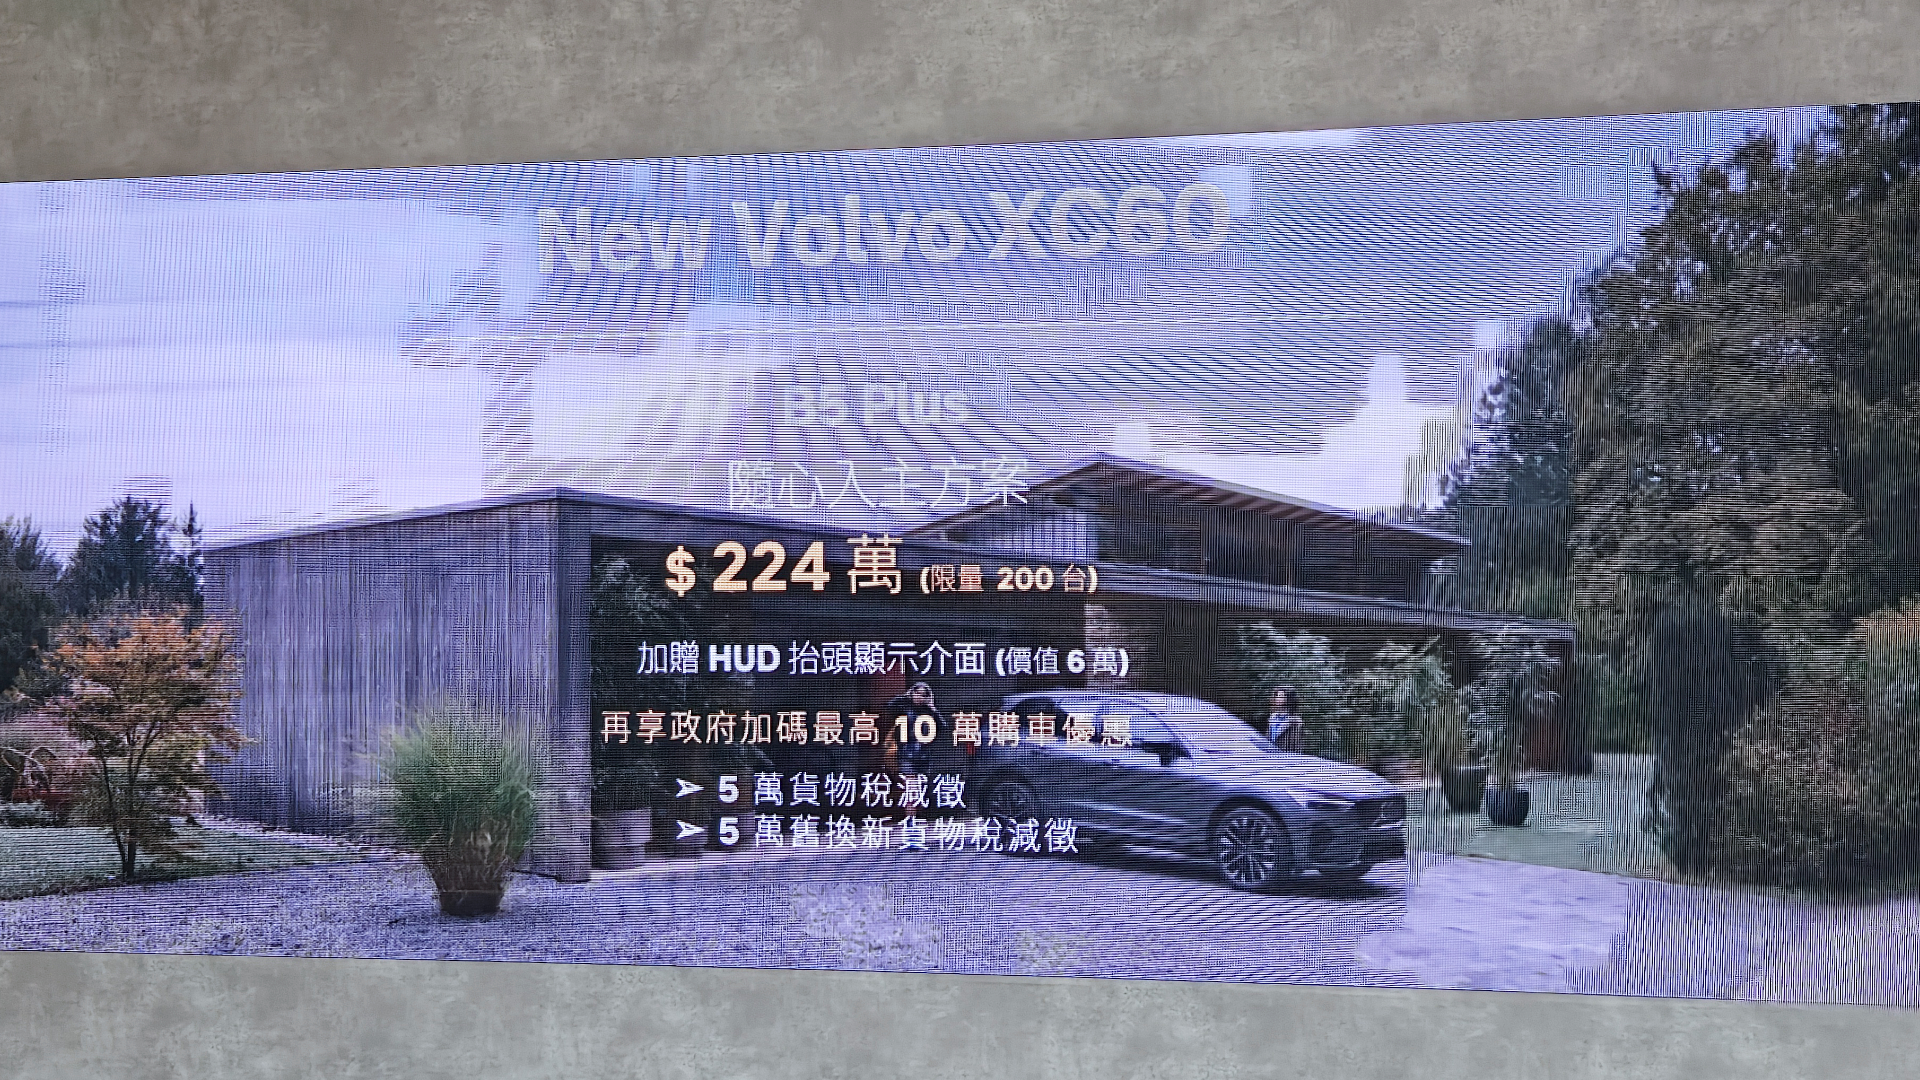 New Volvo XC60
B5 Plus
隨心入主方案
$ 224 萬 (限量 200 台)
加贈 HUD 抬頭顯示介面 (價值 6 萬)
再享政府加碼最高 10 萬購車優惠
➤ 5 萬貨物稅減徵
➤ 5 萬舊換新貨物稅減徵